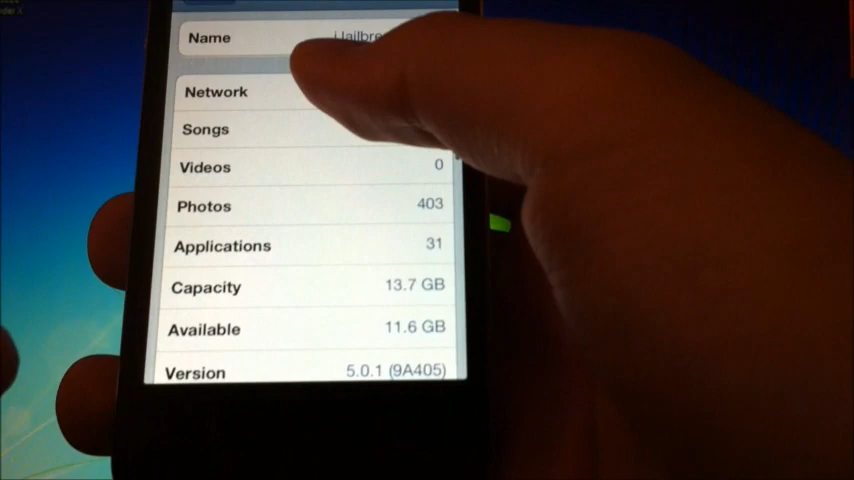 Name
Network
Songs
Videos 0
Photos 403
Applications 31
Capacity 13.7 GB
Available 11.6 GB
Version 5.0.1 (9A405)